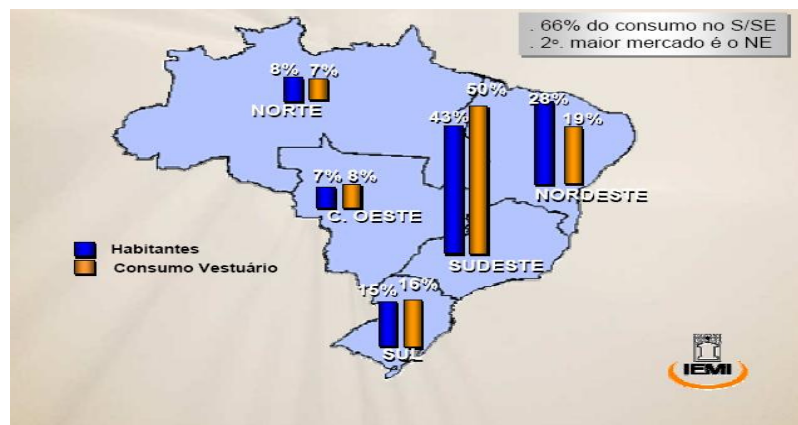 . 66% do consumo no S/SE
. 2º. maior mercado é o NE
8% 7%
NORTE
43% 50%
SUDESTE
28% 19%
NORDESTE
7% 8%
C. OESTE
Habitantes
Consumo Vestuário
15% 16%
SUL
IEMI